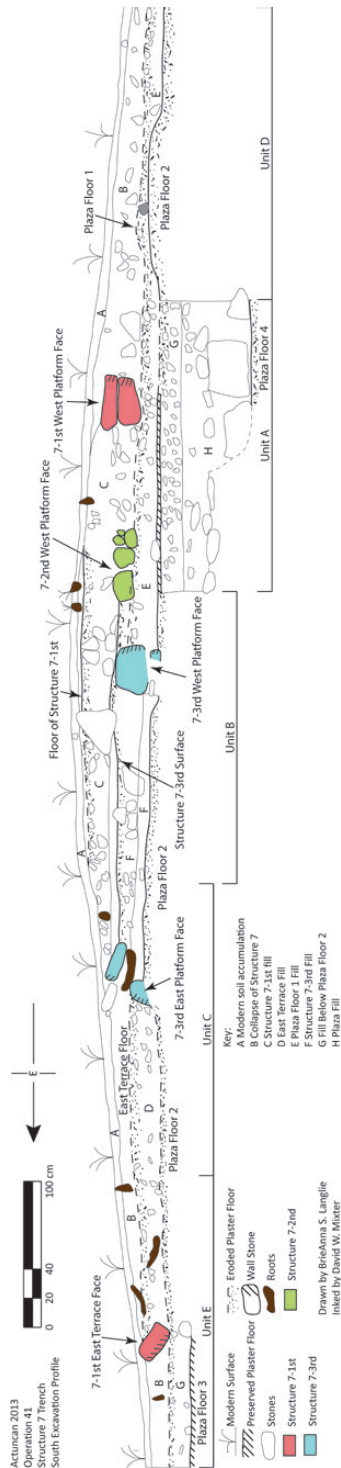 Actuncan 2013
Operation 41
Structure 7 Trench
South Excavation Profile
0 20 40 100 cm
E
7-1st East Terrace Face
East Terrace Floor
Floor of Structure 7-1st
7-2nd West Platform Face
7-1st West Platform Face
Plaza Floor 1
A
B
B
D
A
C
C
A
B
E
E
F
F
G
G
H
Plaza Floor 3
Plaza Floor 2
7-3rd East Platform Face
Plaza Floor 2
Structure 7-3rd Surface
7-3rd West Platform Face
Plaza Floor 4
Plaza Floor 2
Unit E
Unit C
Unit B
Unit A
Unit D
Modern Surface
Preserved Plaster Floor
Stones
Structure 7-1st
Structure 7-3rd
Eroded Plaster Floor
Wall Stone
Roots
Structure 7-2nd
Drawn by BrieAnna S. Langlie
Inked by David W. Mixter
Key:
A Modern soil accumulation
B Collapse of Structure 7
C Structure 7-1st fill
D East Terrace Fill
E Plaza Floor 1 Fill
F Structure 7-3rd Fill
G Fill Below Plaza Floor 2
H Plaza Fill